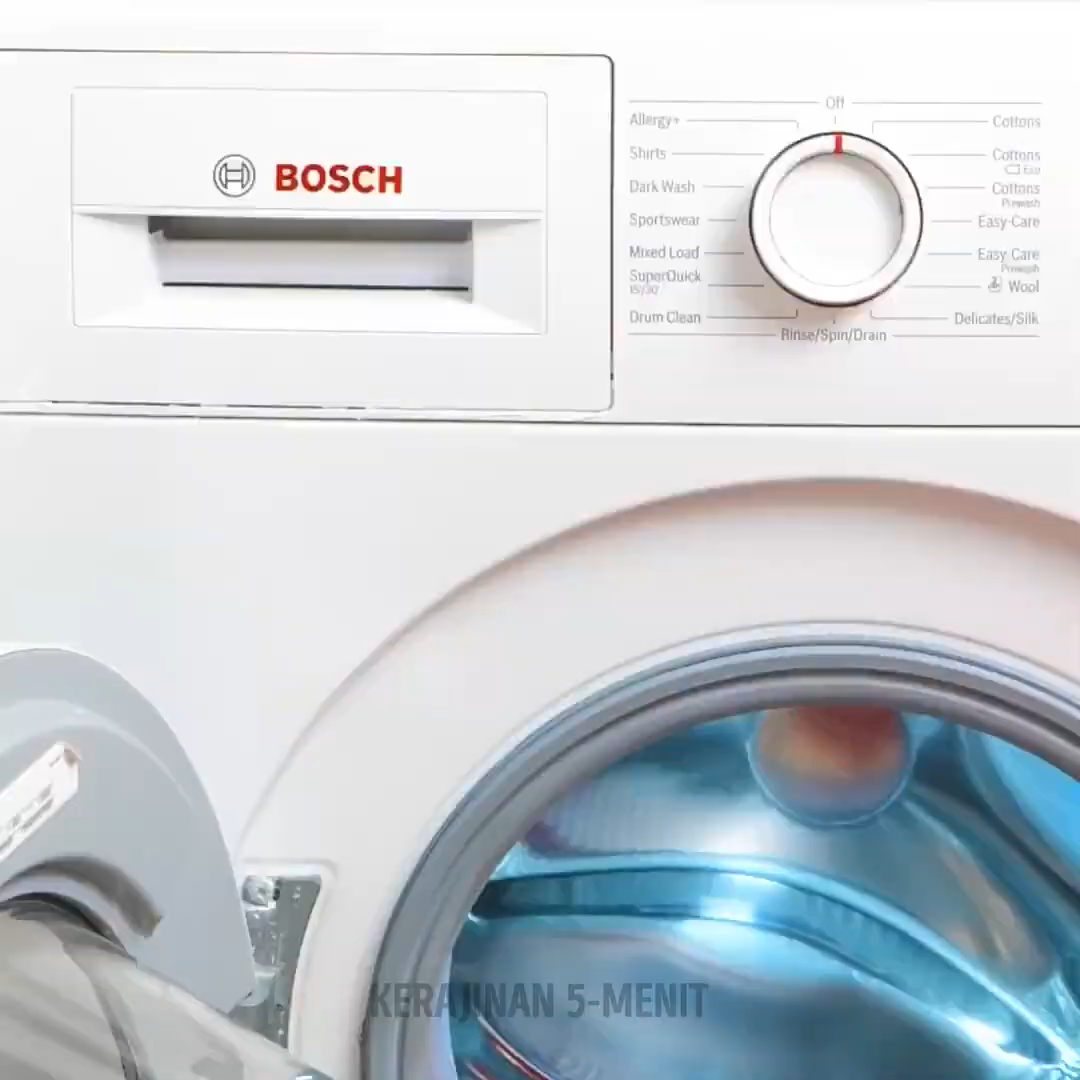 BOSCH
Off
Allergy+
Shirts
Dark Wash
Sportswear
Mixed Load
SuperQuick
15/30'
Drum Clean
Cottons
Cottons
Eco
Cottons
Prewash
Easy-Care
Easy Care
Prewash
Wool
Delicates/Silk
Rinse/Spin/Drain
KERAJINAN 5-MENIT